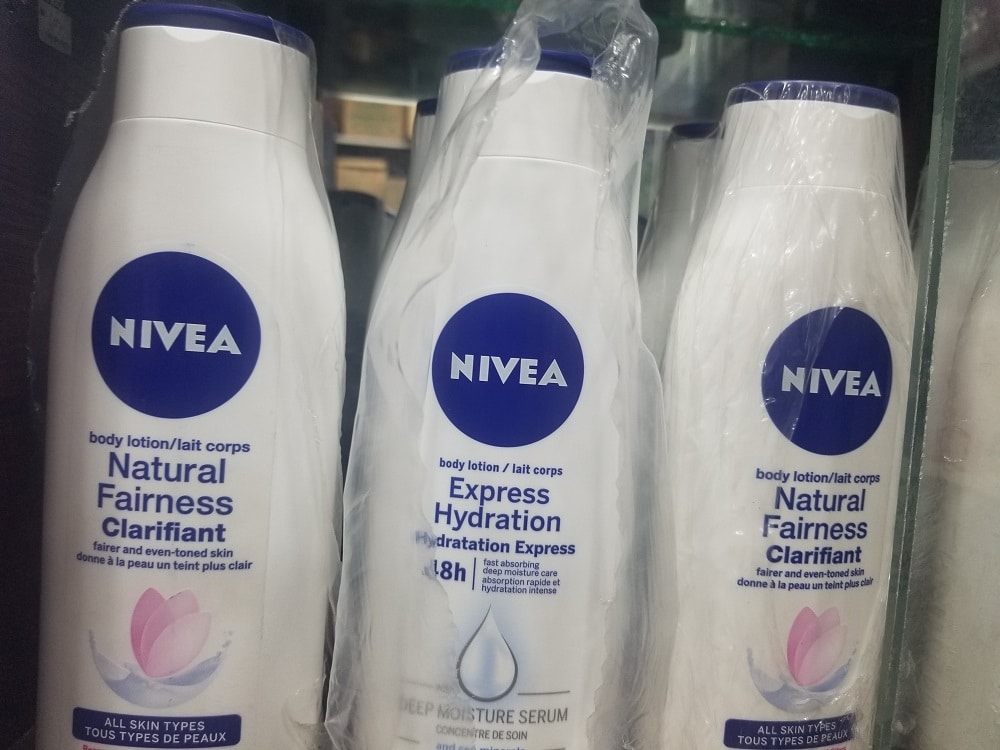 NIVEA
body lotion/lait corps
Natural
Fairness
Clarifiant
fairer and even-toned skin
donne à la peau un teint plus clair
ALL SKIN TYPES
TOUS TYPES DE PEAUX
NIVEA
body lotion / lait corps
Express
Hydration
Hydratation Express
48h
fast absorbing
deep moisture care
absorption rapide et
hydratation intense
DEEP MOISTURE SERUM
CONCENTRE DE SOIN
and sea minerals
NIVEA
body lotion/lait corps
Natural
Fairness
Clarifiant
fairer and even-toned skin
donne à la peau un teint plus clair
ALL SKIN TYPES
TOUS TYPES DE PEAUX